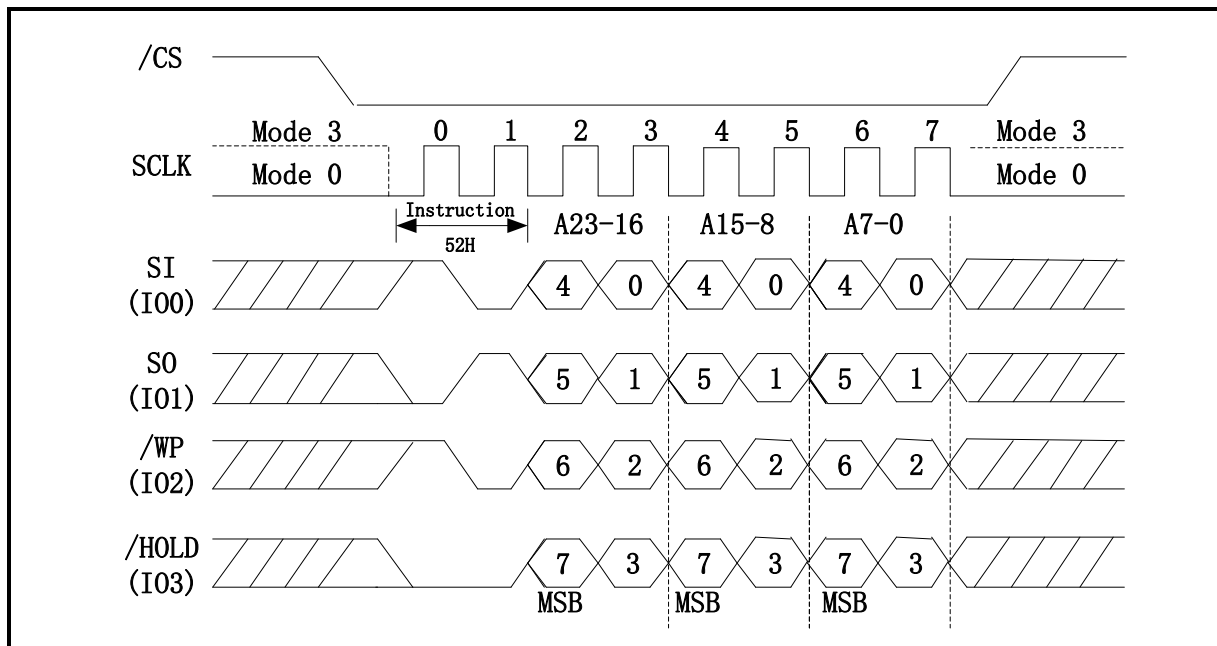 /CS
Mode 3 0 1 2 3 4 5 6 7 Mode 3
SCLK
Mode 0 Mode 0
Instruction A23-16 A15-8 A7-0
52H
SI
(IO0) 4 0 4 0 4 0
SO
(IO1) 5 1 5 1 5 1
/WP
(IO2) 6 2 6 2 6 2
/HOLD
(IO3) 7 3 7 3 7 3
MSB MSB MSB